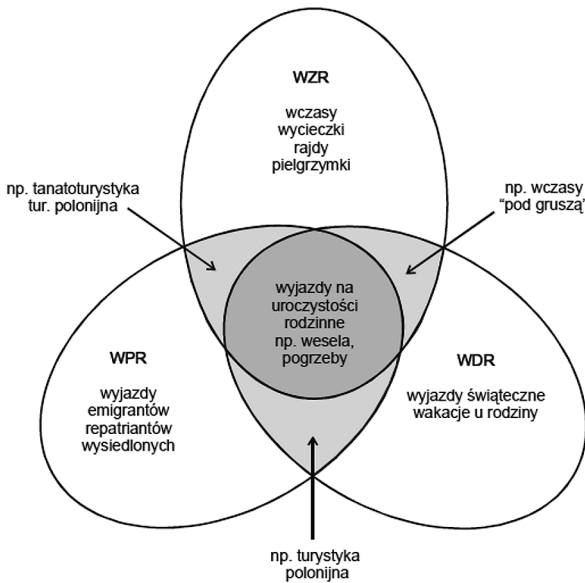 WZR
wczasy
wycieczki
rajdy
pielgrzymki
np. tanatoturystyka
tur. polonijna
np. wczasy
“pod gruszą”
wyjazdy na
uroczystości
rodzinne
np. wesela,
pogrzeby
WPR
wyjazdy
emigrantów
repatriantów
wysiedlonych
WDR
wyjazdy świąteczne
wakacje u rodziny
np. turystyka
polonijna